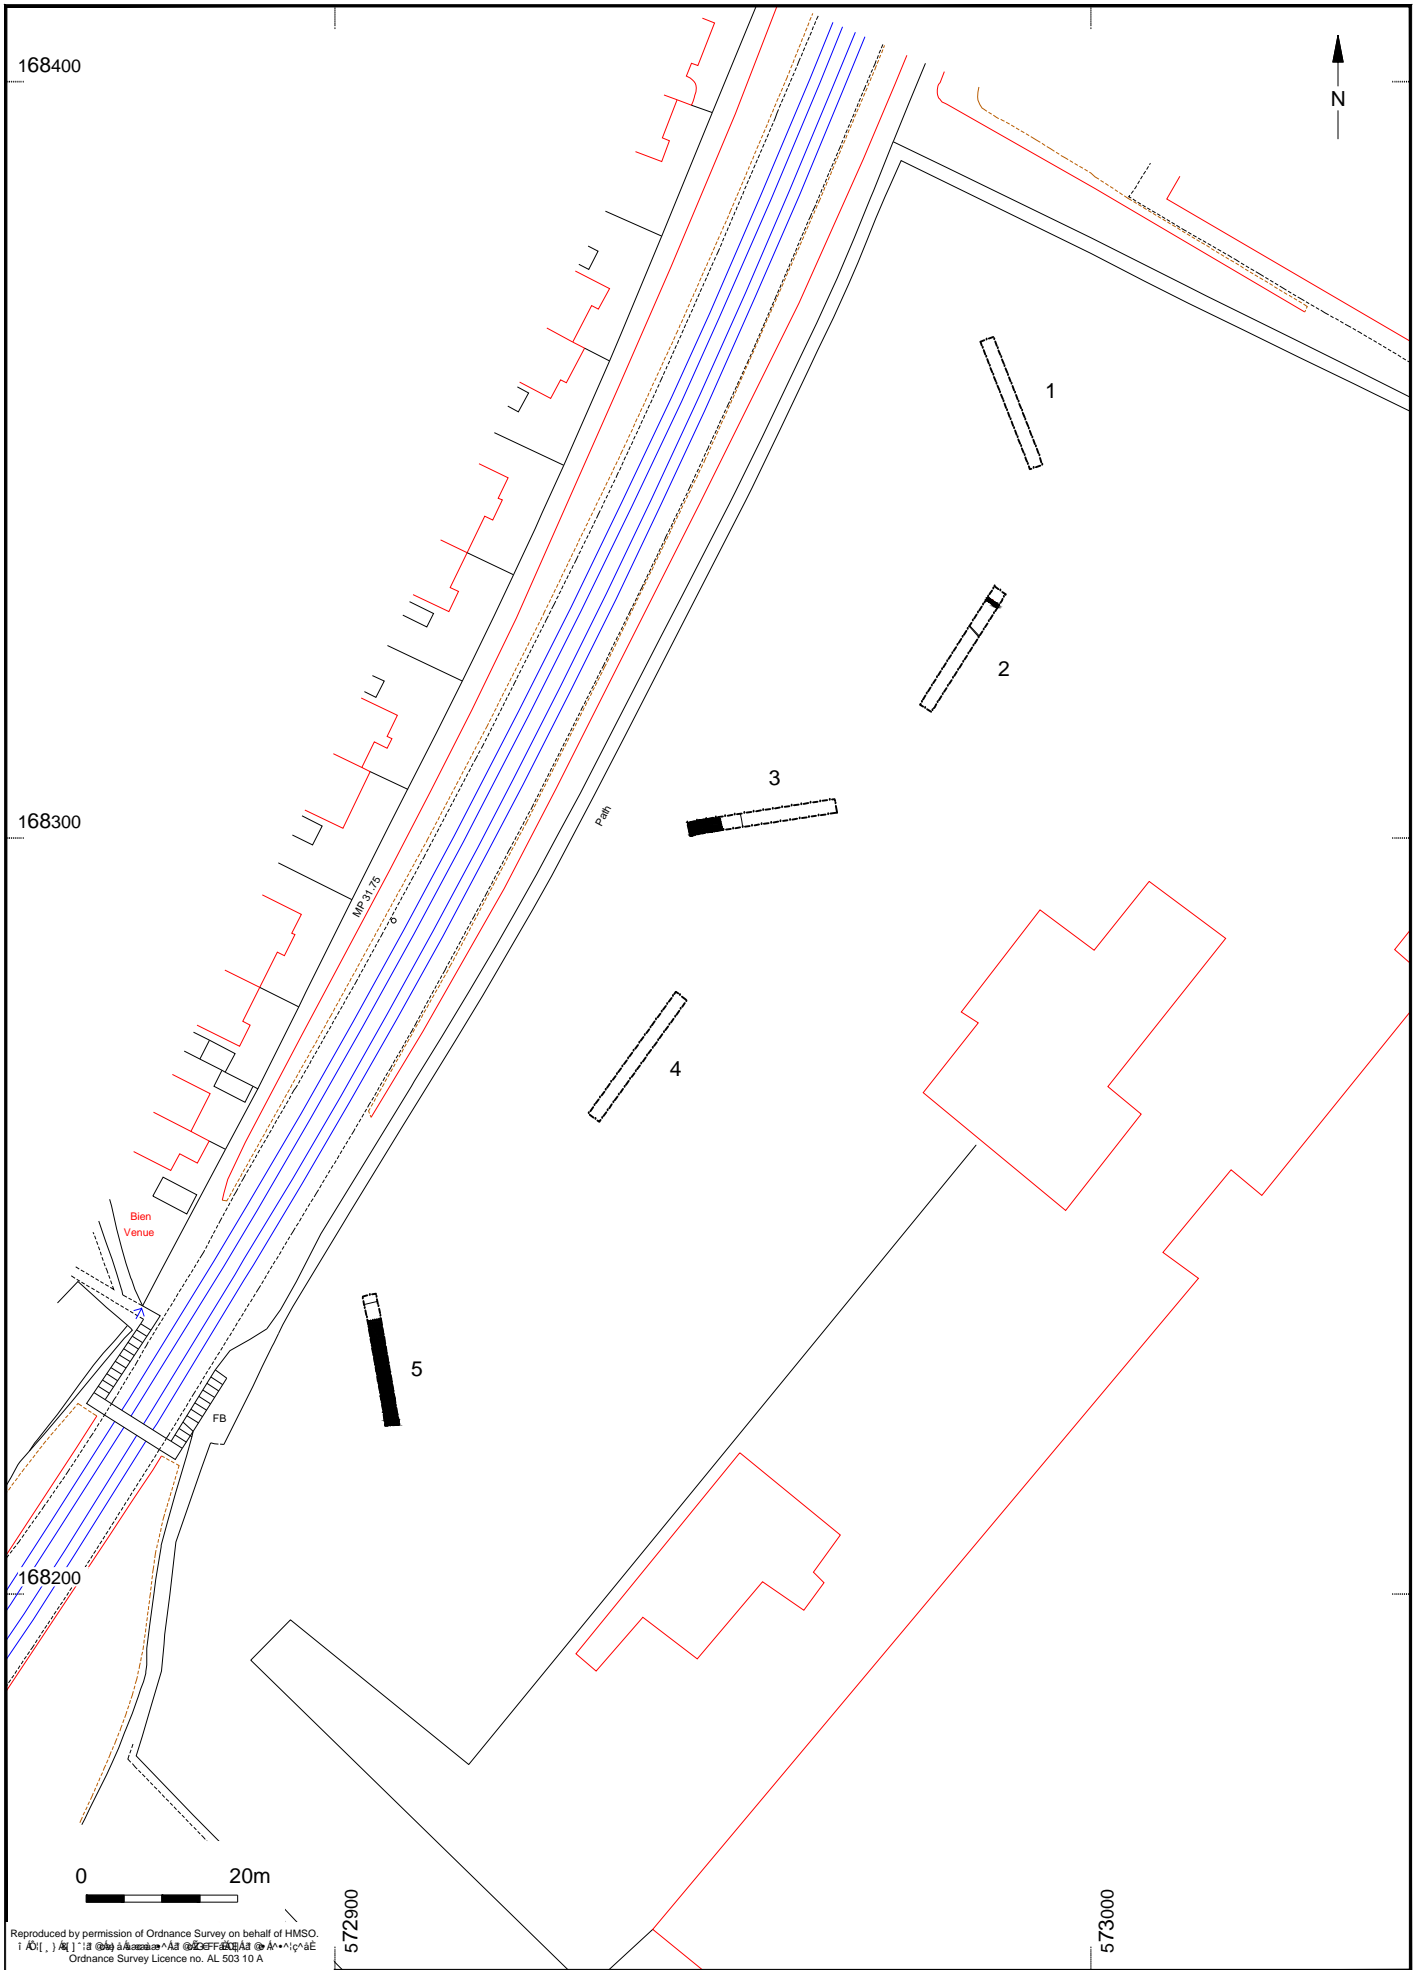 168400
N
1
2
3
168300
Path
MP 31.75
4
Bien
Venue
5
FB
168200
0 20m
572900
573000
Reproduced by permission of Ordnance Survey on behalf of HMSO.
Ordnance Survey Licence no. AL 503 10 A